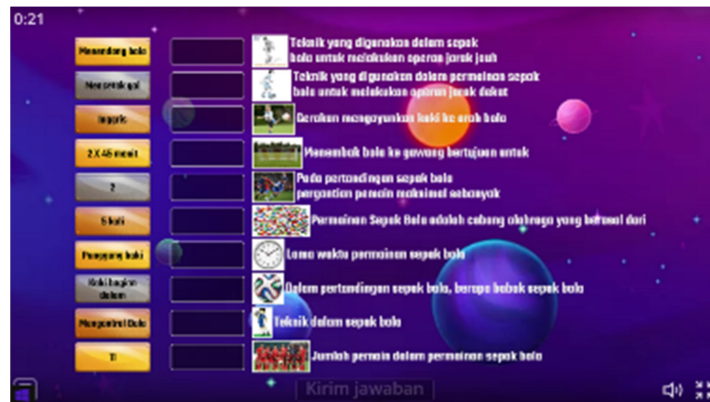 0:21
Menendang bola
Teknik yang digunakan dalam sepak
bola untuk melakukan operan jarak jauh
Mencetak gol
Teknik yang digunakan dalam permainan sepak
bola untuk melakukan operan jarak dekat
Inggris
Gerakan mengayunkan kaki ke arah bola
2 X 45 menit
Menembak bola ke gawang bertujuan untuk
2
Pada pertandingan sepak bola
pergantian pemain maksimal sebanyak
5 kali
Permainan Sepak Bola adalah cabang olahraga yang berasal dari
Punggung kaki
Lama waktu permainan sepak bola
Kaki bagian
dalam
Dalam pertandingan sepak bola, berapa babak sepak bola
Mengontrol Bola
Teknik dalam sepak bola
11
Jumlah pemain dalam permainan sepak bola
Kirim jawaban